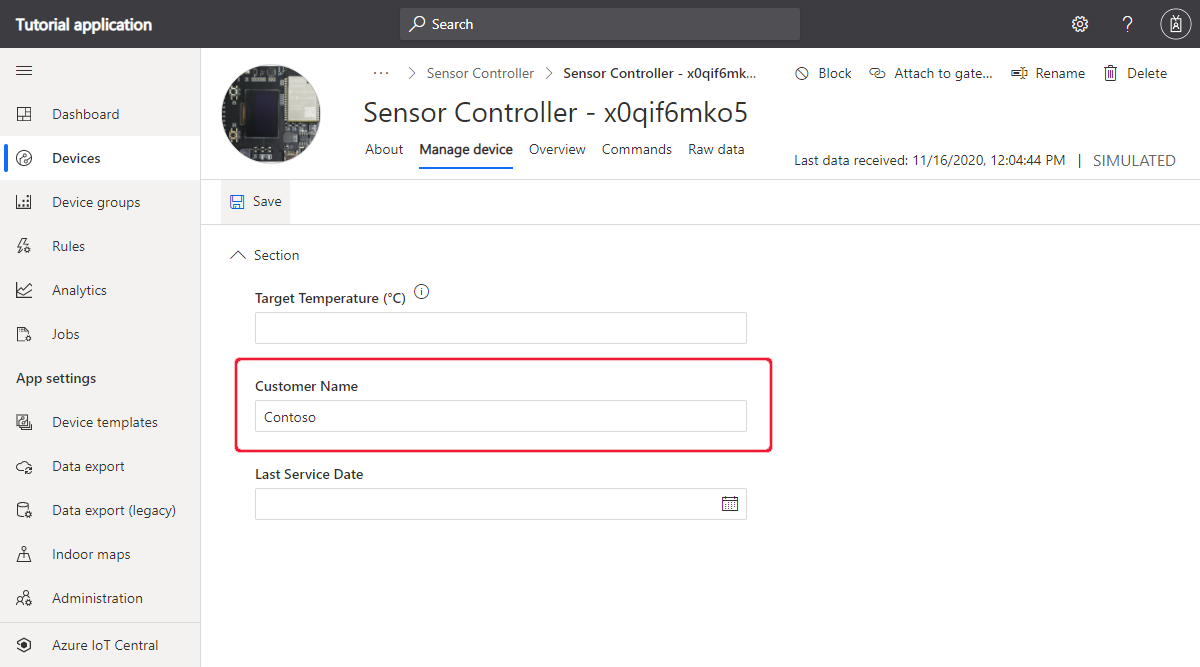 Tutorial application
Search
Dashboard
Devices
Device groups
Rules
Analytics
Jobs
App settings
Device templates
Data export
Data export (legacy)
Indoor maps
Administration
Azure IoT Central
··· > Sensor Controller > Sensor Controller - x0qif6mk...
Block Attach to gate... Rename Delete
Sensor Controller - x0qif6mko5
About Manage device Overview Commands Raw data
Last data received: 11/16/2020, 12:04:44 PM | SIMULATED
Save
Section
Target Temperature (°C)
Customer Name
Contoso
Last Service Date